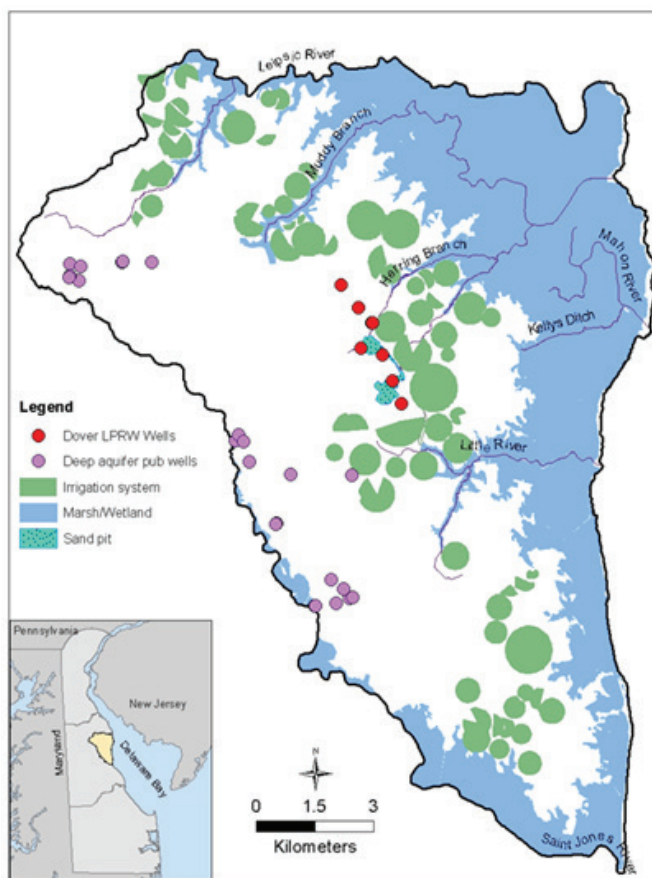 Leipsic River
Muddy Branch
Herring Branch
Mahon River
Kellys Ditch
Legend
Dover LPRW Wells
Deep aquifer pub wells
Irrigation system
Marsh/Wetland
Sand pit
Little River
Pennsylvania
New Jersey
Maryland
Delaware Bay
N
0 1.5 3
Kilometers
Saint Jones River